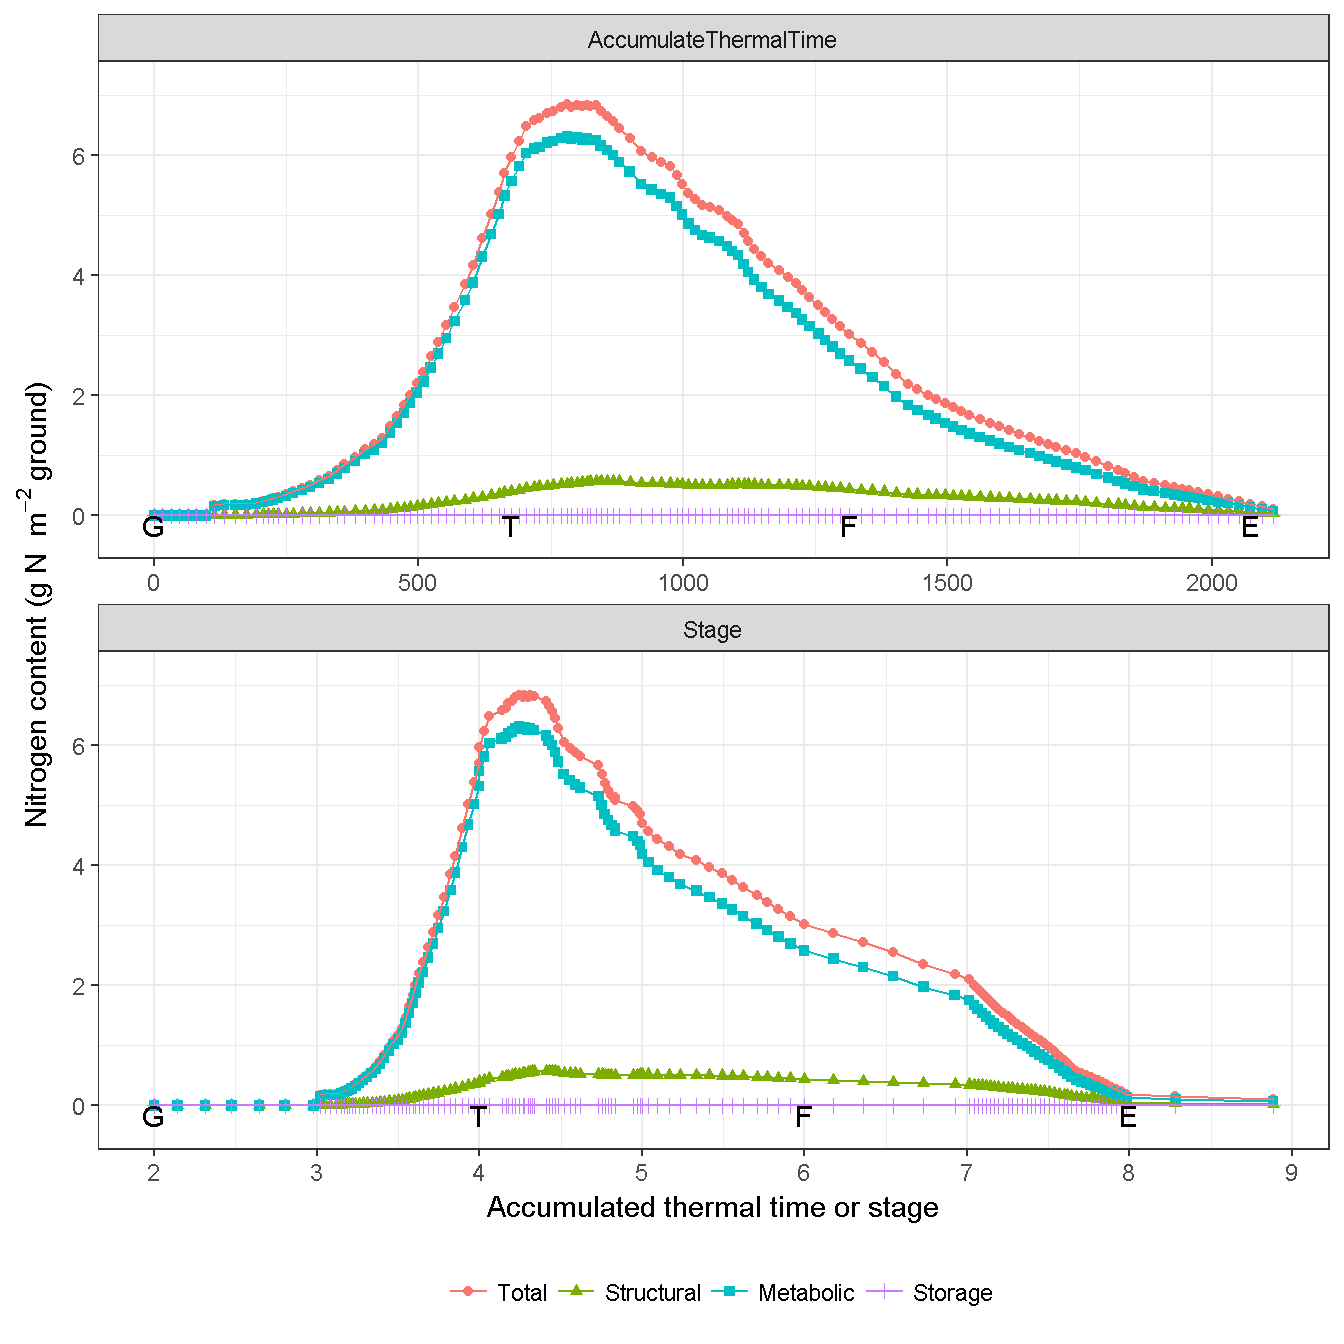 AccumulateThermalTime
Nitrogen content (g N m−2 ground)
6
4
2
0
G T F E
0 500 1000 1500 2000
Stage
6
4
2
0
G T F E
2 3 4 5 6 7 8 9
Accumulated thermal time or stage
Total Structural Metabolic Storage